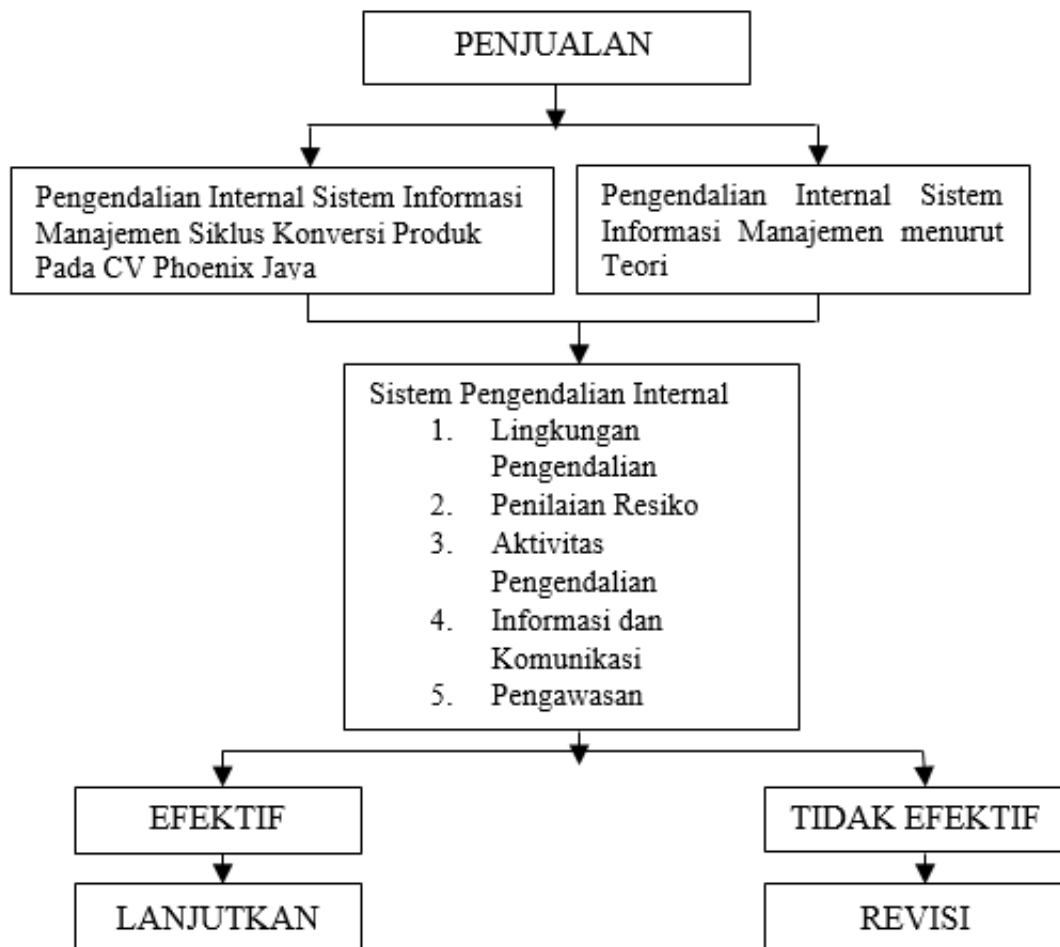 PENJUALAN
Pengendalian Internal Sistem Informasi
Manajemen Siklus Konversi Produk
Pada CV Phoenix Jaya
Pengendalian Internal Sistem
Informasi Manajemen menurut
Teori
Sistem Pengendalian Internal
1. Lingkungan
Pengendalian
2. Penilaian Resiko
3. Aktivitas
Pengendalian
4. Informasi dan
Komunikasi
5. Pengawasan
EFEKTIF
TIDAK EFEKTIF
LANJUTKAN
REVISI